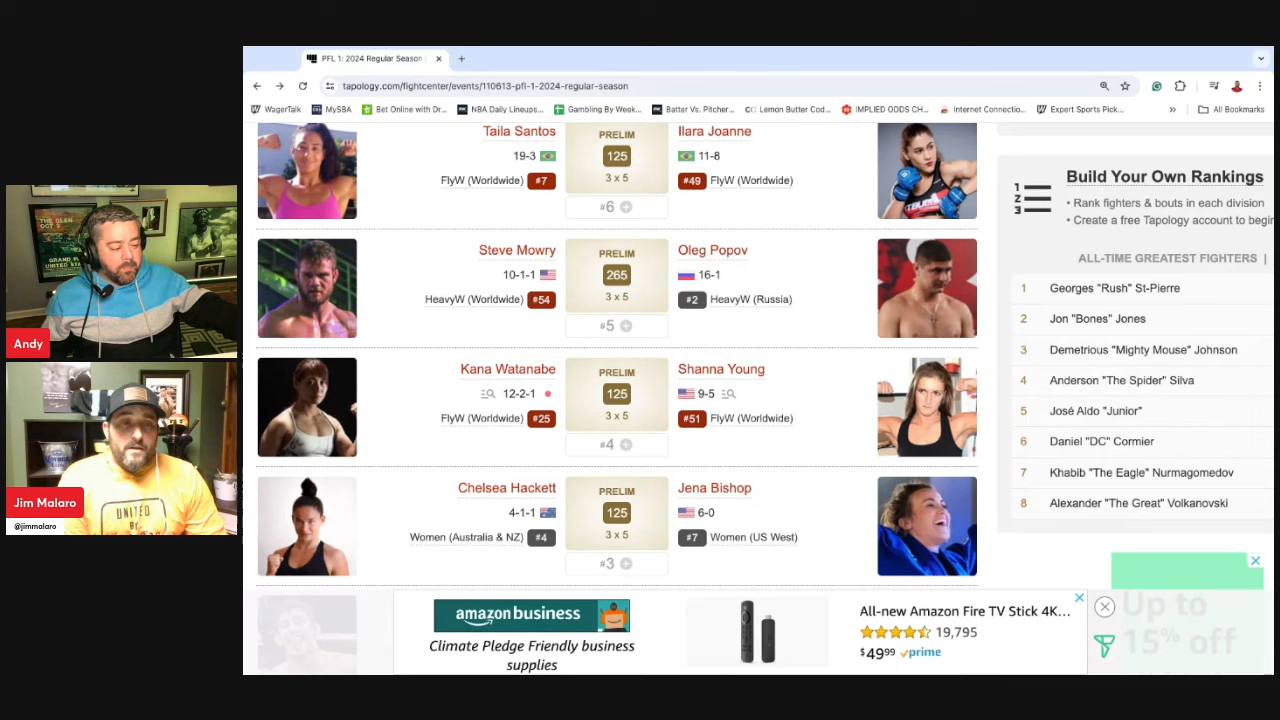 PFL 1: 2024 Regular Season |
tapology.com/fightcenter/events/110613-pfl-1-2024-regular-season
WagerTalk
MySBA
Bet Online with Dr...
NBA Daily Lineups...
Gambling By Week...
Batter Vs. Pitcher...
Lemon Butter Cod...
IMPLIED ODDS CH...
Internet Connectio...
Expert Sports Pick...
»
All Bookmarks
Taila Santos
PRELIM
Ilara Joanne
19-3
125
11-8
FlyW (Worldwide) #7
3 x 5
#49 FlyW (Worldwide)
#6
Steve Mowry
PRELIM
Oleg Popov
10-1-1
265
16-1
HeavyW (Worldwide) #54
3 x 5
#2 HeavyW (Russia)
#5
Kana Watanabe
PRELIM
Shanna Young
12-2-1
125
9-5
FlyW (Worldwide) #25
3 x 5
#51 FlyW (Worldwide)
#4
Chelsea Hackett
PRELIM
Jena Bishop
4-1-1
125
6-0
Women (Australia & NZ) #4
3 x 5
#7 Women (US West)
#3
Build Your Own Rankings
• Rank fighters & bouts in each division
• Create a free Tapology account to begin
ALL-TIME GREATEST FIGHTERS |
1 Georges "Rush" St-Pierre
2 Jon "Bones" Jones
3 Demetrious "Mighty Mouse" Johnson
4 Anderson "The Spider" Silva
5 José Aldo "Junior"
6 Daniel "DC" Cormier
7 Khabib "The Eagle" Nurmagomedov
8 Alexander "The Great" Volkanovski
amazon business
Climate Pledge Friendly business
supplies
All-new Amazon Fire TV Stick 4K...
19,795
$49.99 prime
Up to
15% off
THE GLEN
Andy
UNITED
Jim Malaro
@jimmalaro